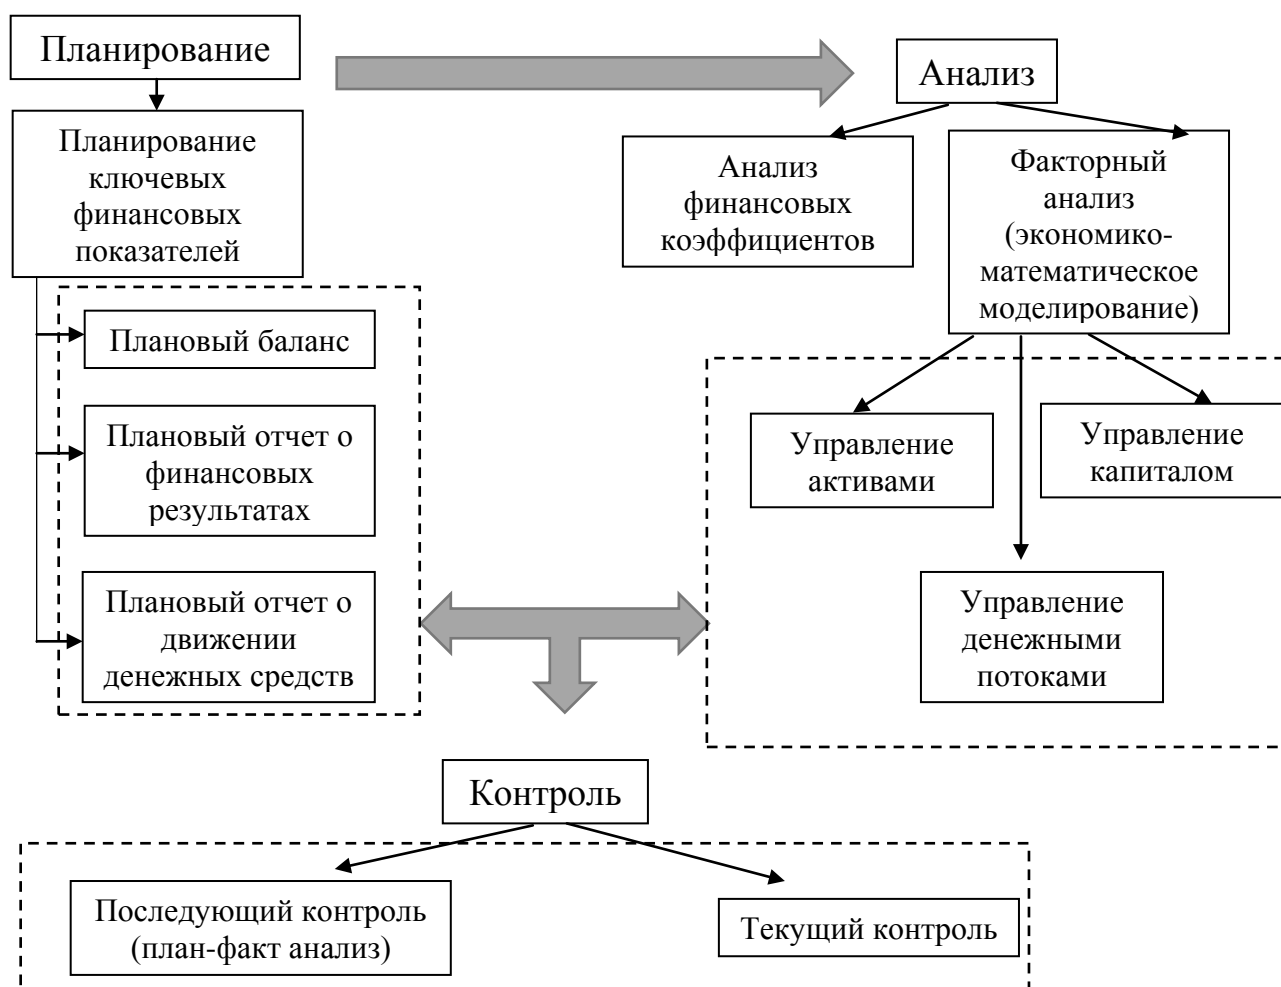 Планирование
Планирование
ключевых
финансовых
показателей
Плановый баланс
Плановый отчет о
финансовых
результатах
Плановый отчет о
движении
денежных средств
Анализ
Анализ
финансовых
коэффициентов
Факторный
анализ
(экономико-
математическое
моделирование)
Управление
активами
Управление
капиталом
Управление
денежными
потоками
Контроль
Последующий контроль
(план-факт анализ)
Текущий контроль